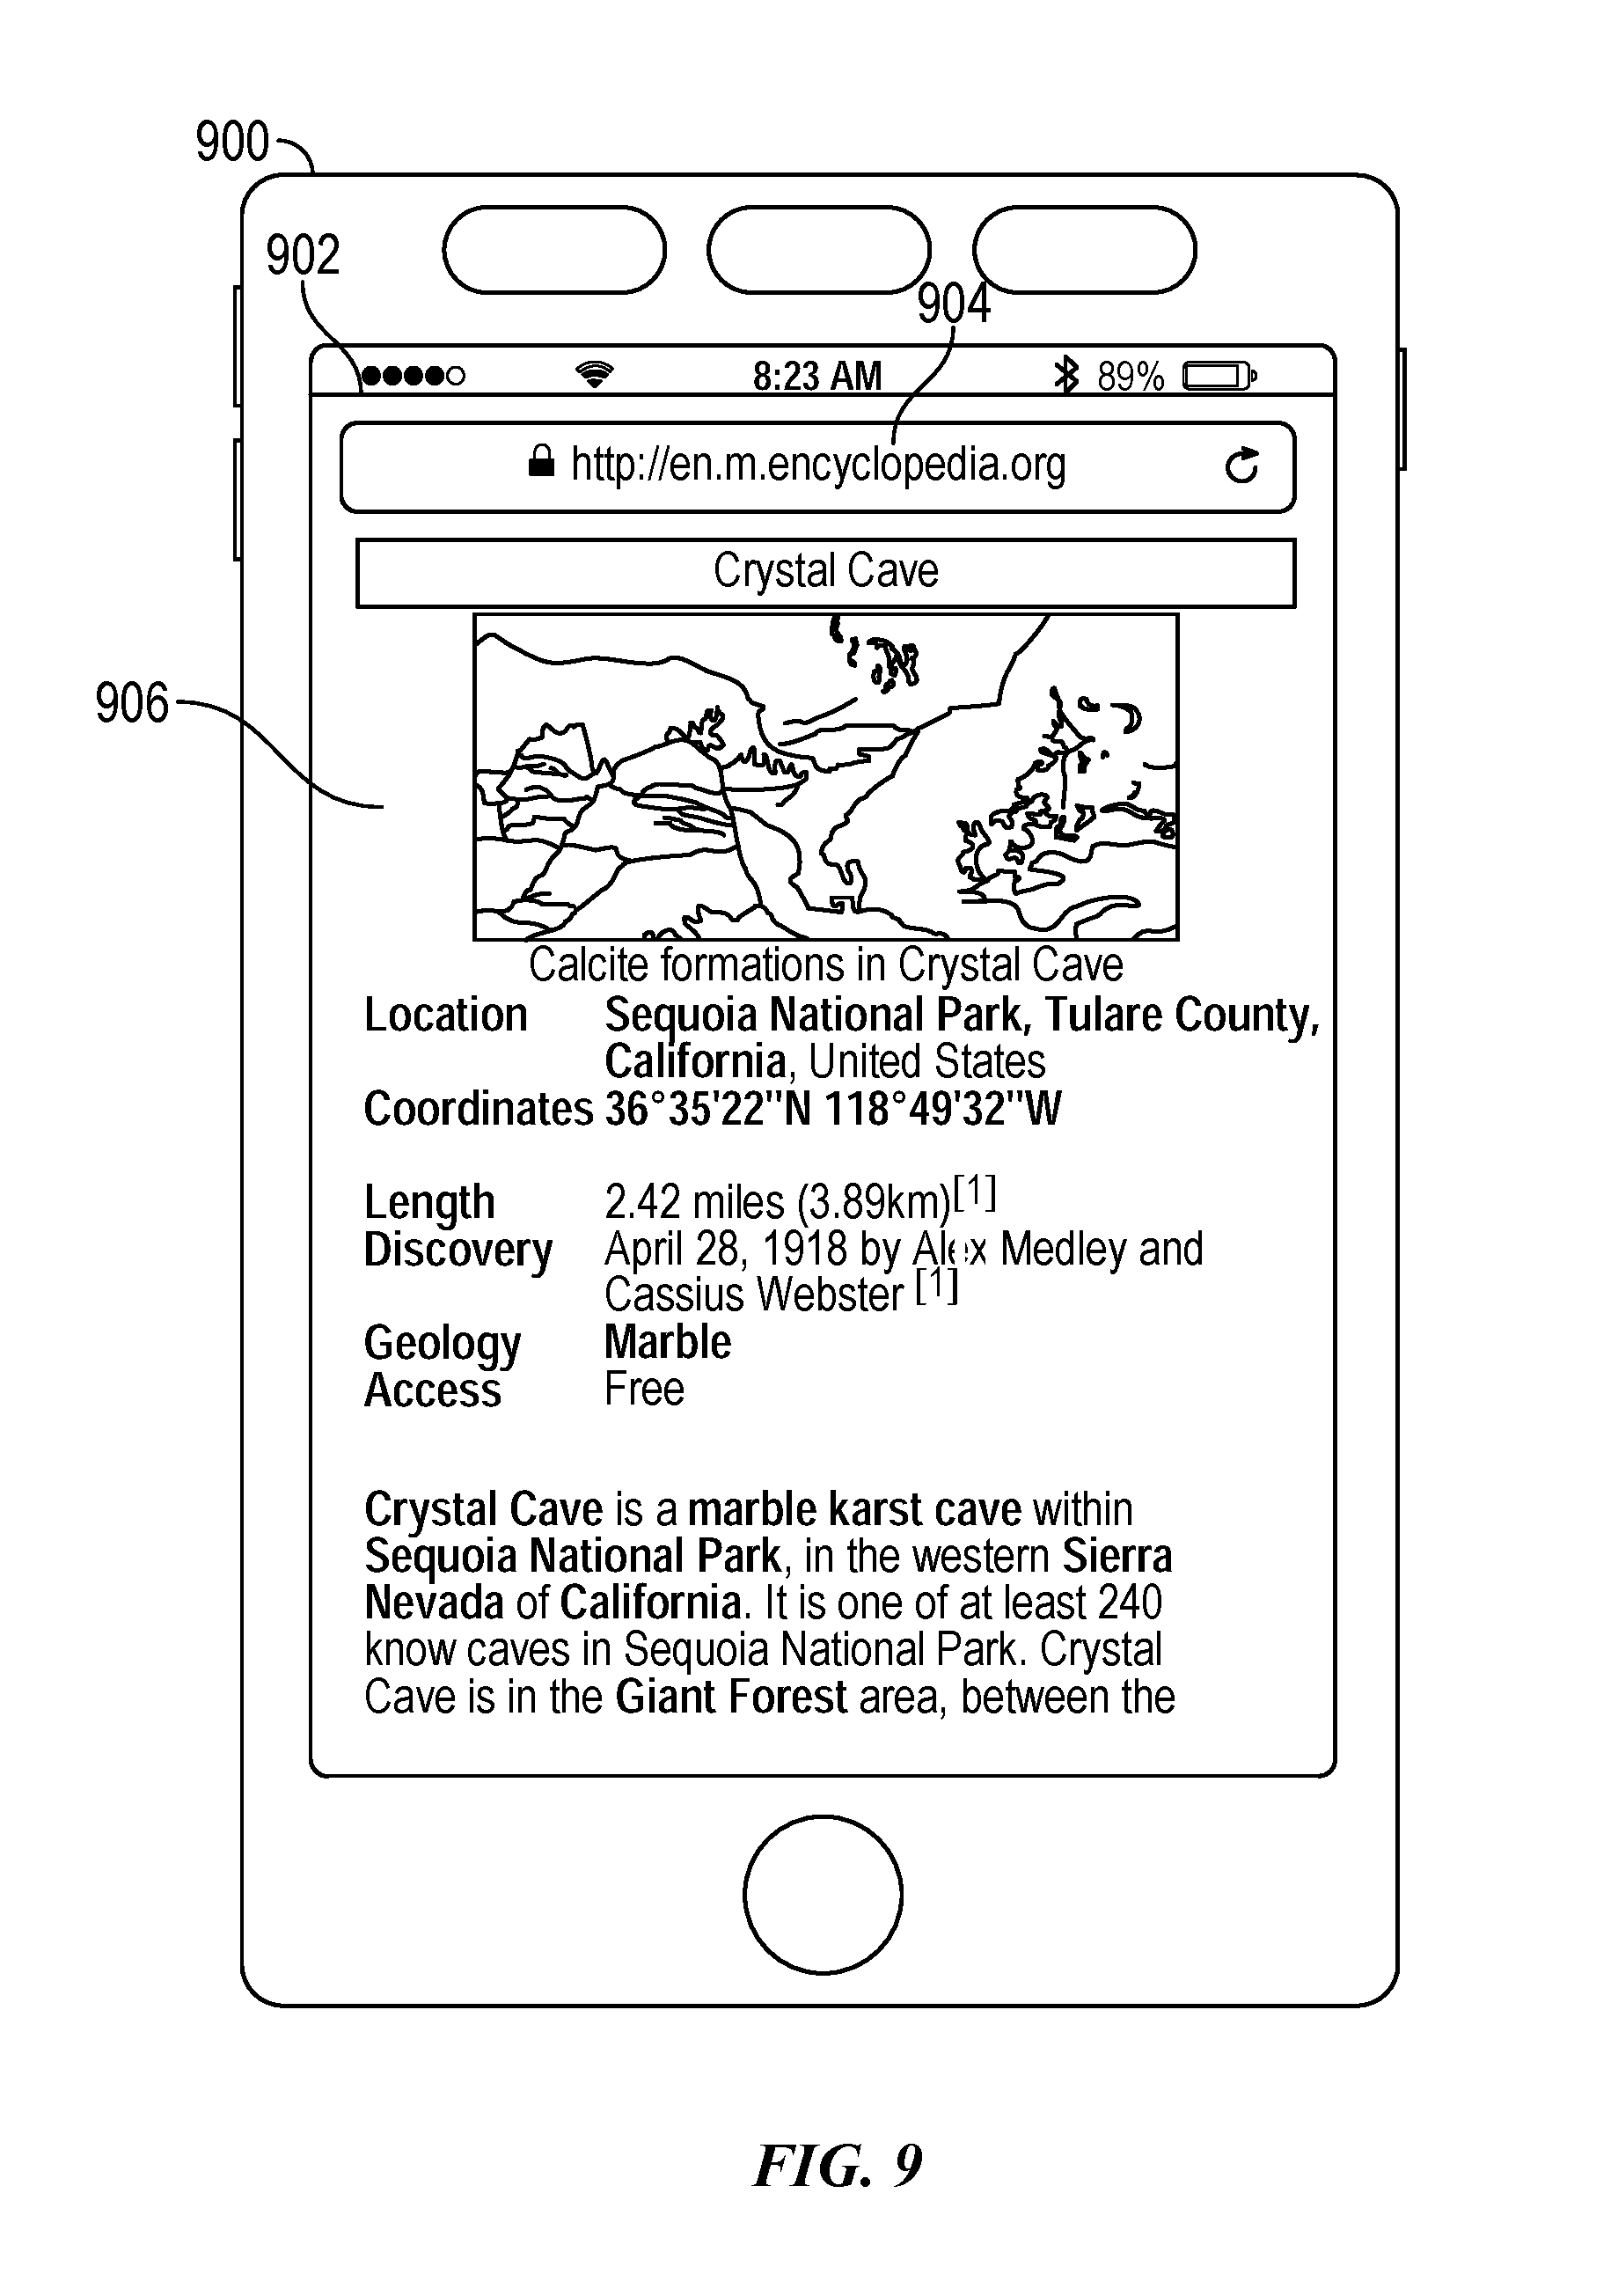 900
902
904
8:23 AM 89%
http://en.m.encyclopedia.org
Crystal Cave
906
Calcite formations in Crystal Cave
Location Sequoia National Park, Tulare County,
California, United States
Coordinates 36°35'22"N 118°49'32"W
Length 2.42 miles (3.89km)[1]
Discovery April 28, 1918 by Alex Medley and
Cassius Webster [1]
Geology Marble
Access Free
Crystal Cave is a marble karst cave within
Sequoia National Park, in the western Sierra
Nevada of California. It is one of at least 240
know caves in Sequoia National Park. Crystal
Cave is in the Giant Forest area, between the
FIG. 9